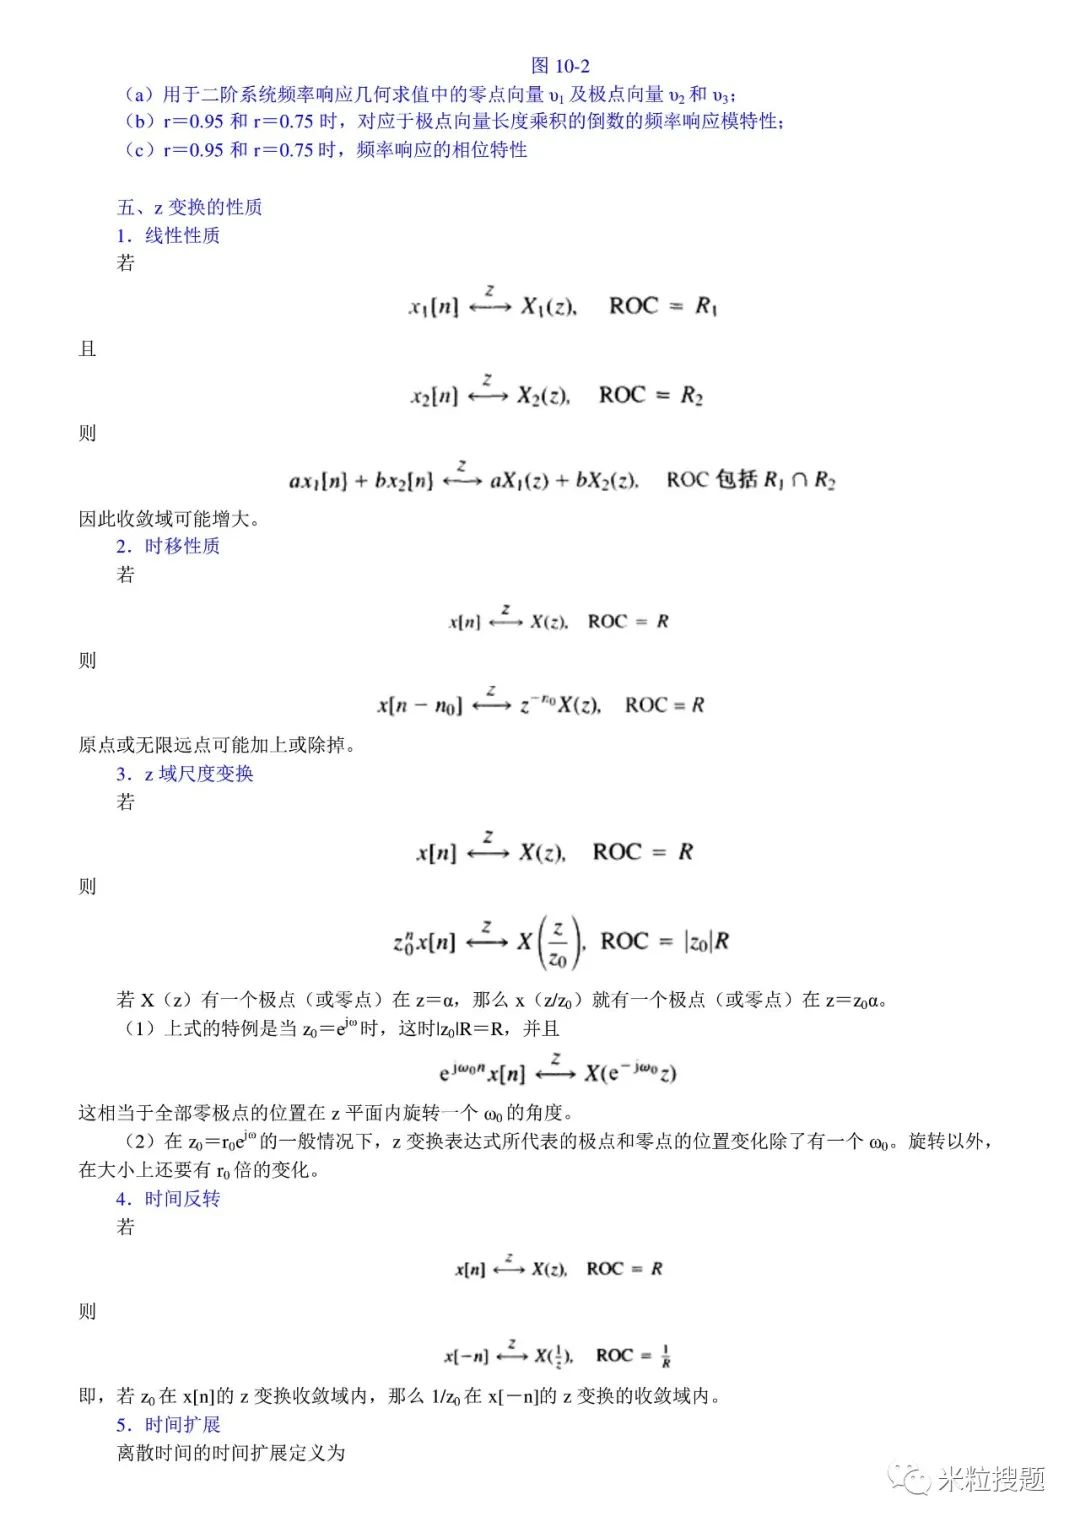 图 10-2
（a）用于二阶系统频率响应几何求值中的零点向量 υ₁ 及极点向量 υ₂ 和 υ₃；
（b）r＝0.95 和 r＝0.75 时，对应于极点向量长度乘积的倒数的频率响应模特性；
（c）r＝0.95 和 r＝0.75 时，频率响应的相位特性
五、z 变换的性质
1．线性性质
若
x₁[n] ⟷ᶻ X₁(z), ROC = R₁
且
x₂[n] ⟷ᶻ X₂(z), ROC = R₂
则
ax₁[n] + bx₂[n] ⟷ᶻ aX₁(z) + bX₂(z), ROC 包括 R₁ ∩ R₂
因此收敛域可能增大。
2．时移性质
若
x[n] ⟷ᶻ X(z), ROC = R
则
x[n − n₀] ⟷ᶻ z^(−n₀)X(z), ROC = R
原点或无限远点可能加上或除掉。
3．z 域尺度变换
若
x[n] ⟷ᶻ X(z), ROC = R
则
z₀ⁿx[n] ⟷ᶻ X(z/z₀), ROC = |z₀|R
若 X（z）有一个极点（或零点）在 z＝α，那么 x（z/z₀）就有一个极点（或零点）在 z＝z₀α。
（1）上式的特例是当 z₀＝e^(jω) 时，这时|z₀|R＝R，并且
e^(jω₀n)x[n] ⟷ᶻ X(e^(−jω₀)z)
这相当于全部零极点的位置在 z 平面内旋转一个 ω₀ 的角度。
（2）在 z₀＝r₀e^(jω) 的一般情况下，z 变换表达式所代表的极点和零点的位置变化除了有一个 ω₀。旋转以外，
在大小上还要有 r₀ 倍的变化。
4．时间反转
若
x[n] ⟷ᶻ X(z), ROC = R
则
x[−n] ⟷ᶻ X(1/z), ROC = 1/R
即，若 z₀ 在 x[n]的 z 变换收敛域内，那么 1/z₀ 在 x[－n]的 z 变换的收敛域内。
5．时间扩展
离散时间的时间扩展定义为
米粒搜题